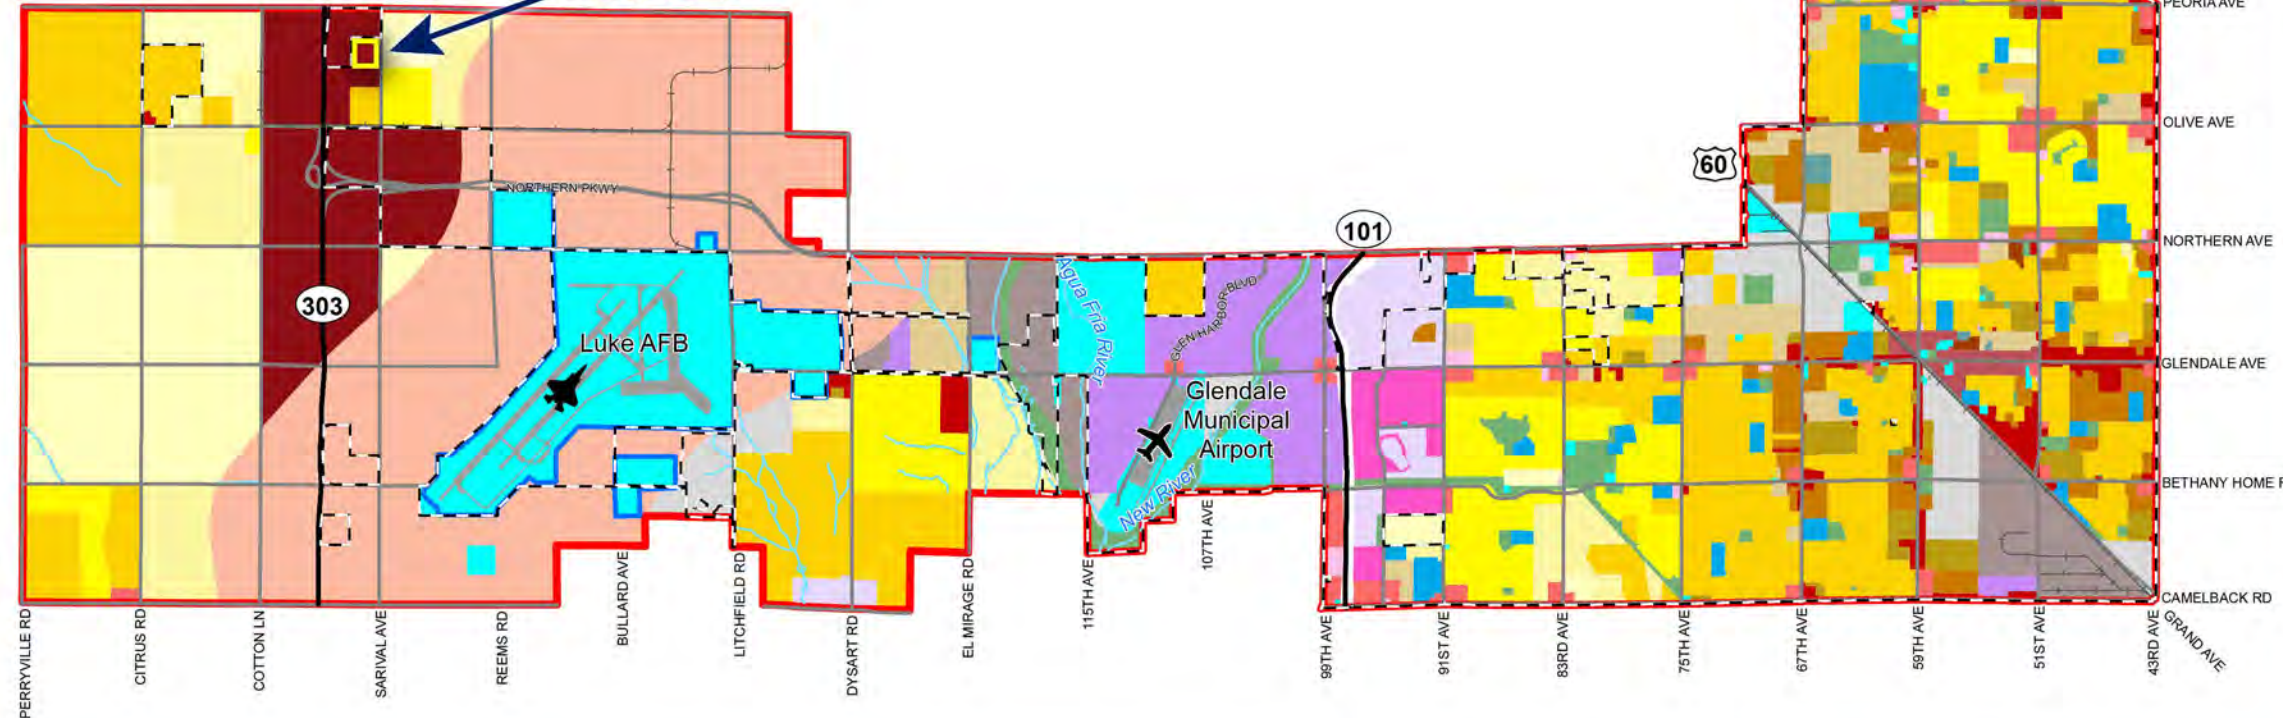 PEORIA AVE
OLIVE AVE
60
NORTHERN PKWY
101
NORTHERN AVE
303
Luke AFB
Agua Fria River
GLEN HARBOR BLVD
GLENDALE AVE
Glendale
Municipal
Airport
New River
BETHANY HOME
CAMELBACK RD
GRAND AVE
PERRYVILLE RD
CITRUS RD
COTTON LN
SARIVAL AVE
REEMS RD
BULLARD AVE
LITCHFIELD RD
DYSART RD
EL MIRAGE RD
115TH AVE
107TH AVE
99TH AVE
91ST AVE
83RD AVE
75TH AVE
67TH AVE
59TH AVE
51ST AVE
43RD AVE